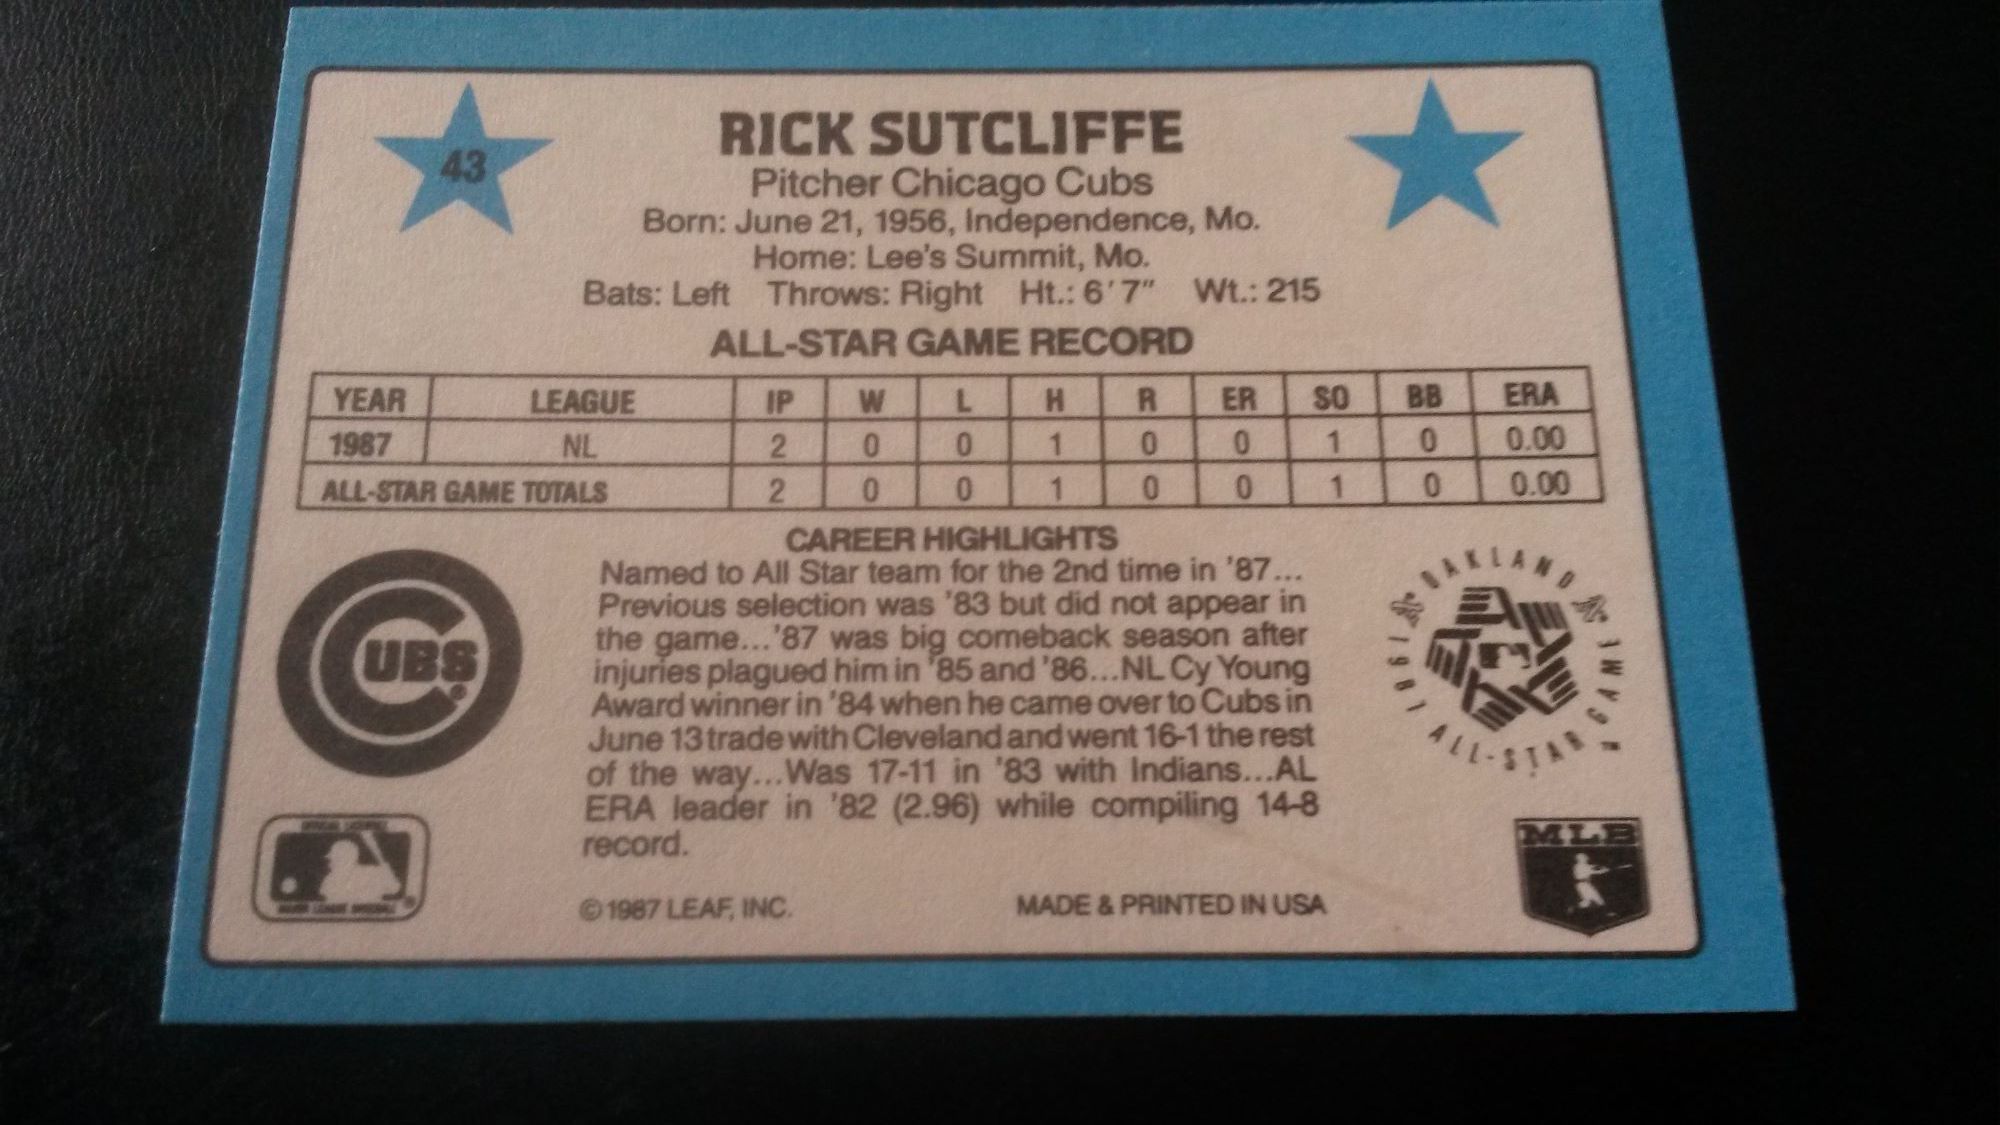 43
RICK SUTCLIFFE
Pitcher Chicago Cubs
Born: June 21, 1956, Independence, Mo.
Home: Lee's Summit, Mo.
Bats: Left Throws: Right Ht.: 6'7" Wt.: 215
ALL-STAR GAME RECORD
YEAR LEAGUE IP W L H R ER SO BB ERA
1987 NL 2 0 0 1 0 0 1 0 0.00
ALL-STAR GAME TOTALS 2 0 0 1 0 0 1 0 0.00
CAREER HIGHLIGHTS
Named to All Star team for the 2nd time in '87...
Previous selection was '83 but did not appear in
the game...'87 was big comeback season after
injuries plagued him in '85 and '86...NL Cy Young
Award winner in '84 when he came over to Cubs in
June 13 trade with Cleveland and went 16-1 the rest
of the way...Was 17-11 in '83 with Indians...AL
ERA leader in '82 (2.96) while compiling 14-8
record.
© 1987 LEAF, INC. MADE & PRINTED IN USA
CUBS ®
OAKLAND
1987 ALL-STAR GAME TM
MLB